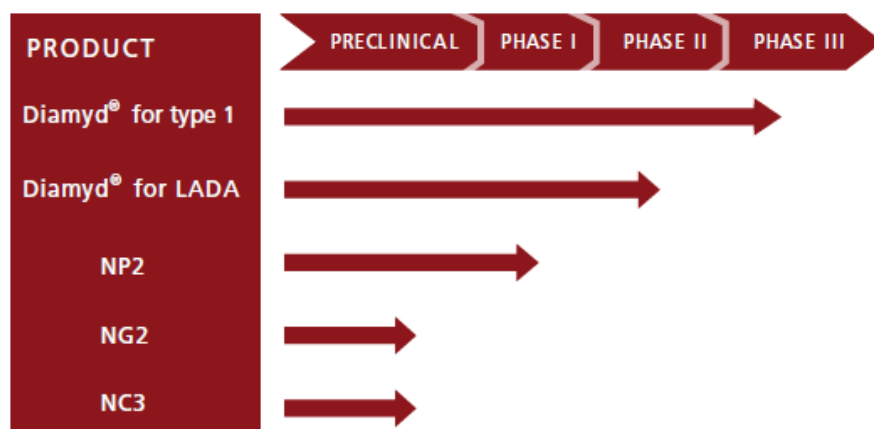 PRODUCT PRECLINICAL PHASE I PHASE II PHASE III
Diamyd® for type 1
Diamyd® for LADA
NP2
NG2
NC3